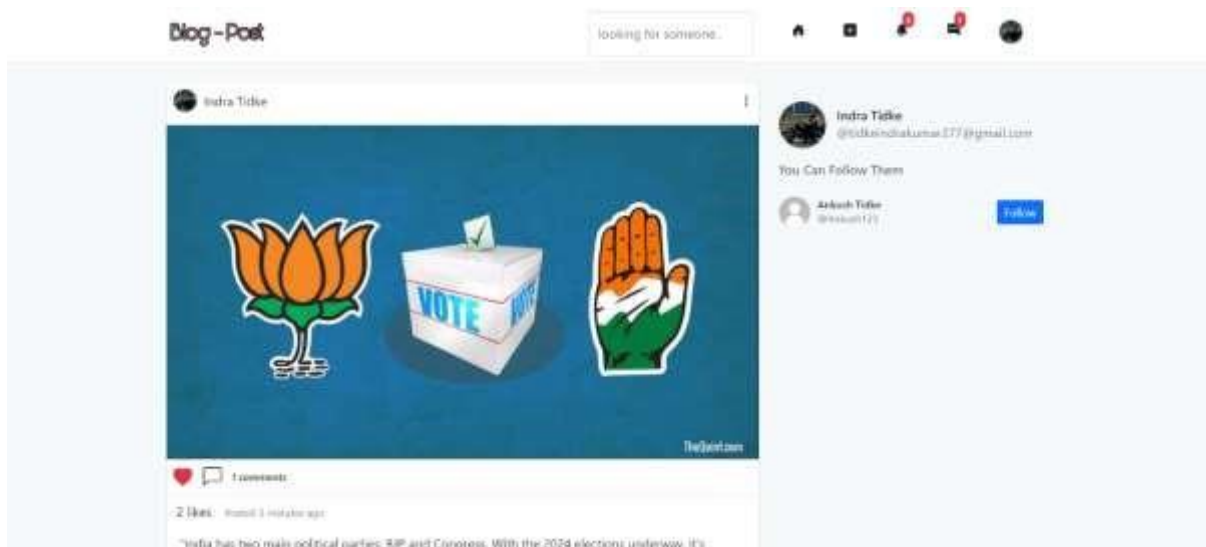 Blog-Post
looking for someone..
Indra Tidke
VOTE
VOTE
TheQuint.com
1 comments
2 likes
"India has two main political parties: BJP and Congress. With the 2024 elections underway, it's
Indra Tidke
You Can Follow Them
Ankush Tidke
Follow